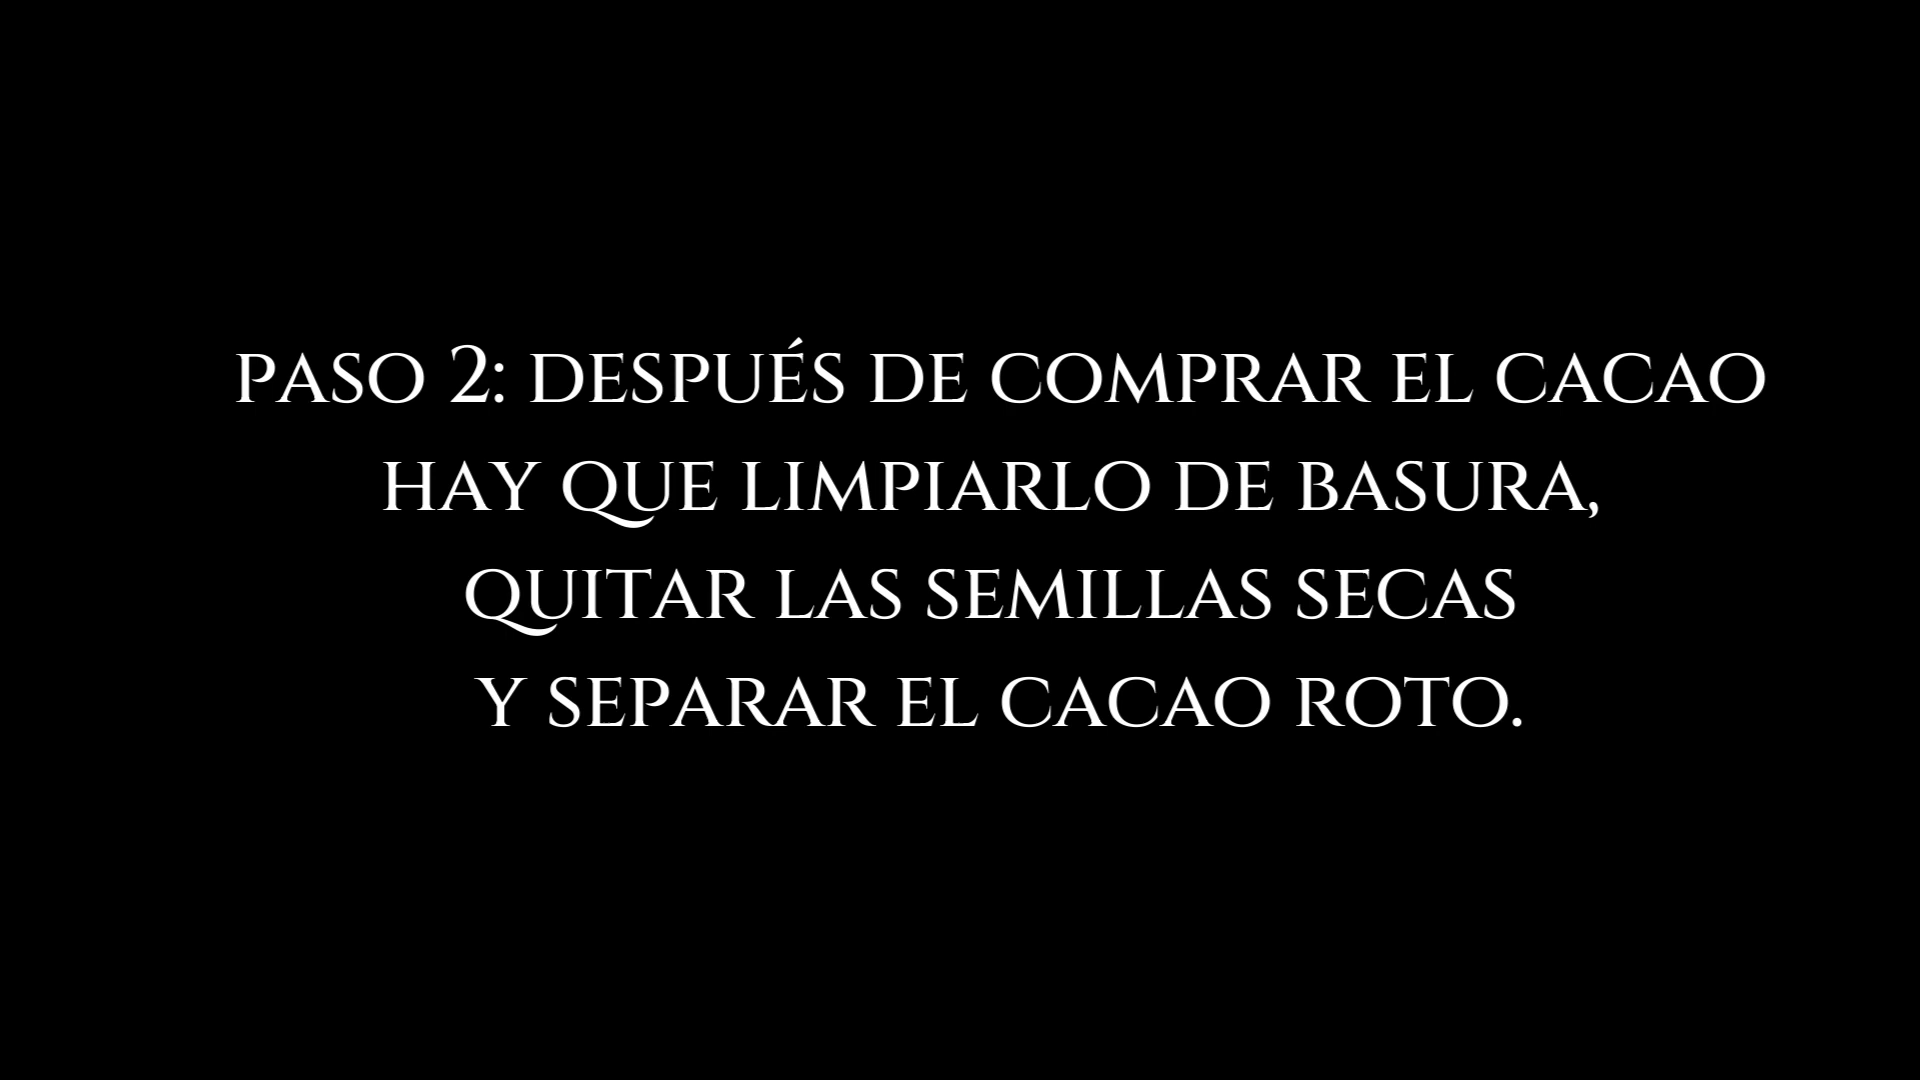 PASO 2: DESPUÉS DE COMPRAR EL CACAO
HAY QUE LIMPIARLO DE BASURA,
QUITAR LAS SEMILLAS SECAS
Y SEPARAR EL CACAO ROTO.